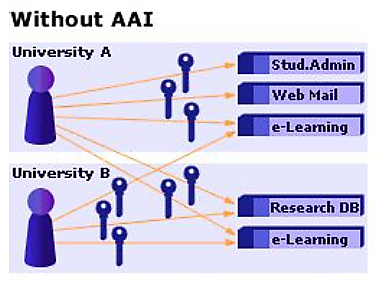 Without AAI
University A
Stud.Admin
Web Mail
e-Learning
University B
Research DB
e-Learning